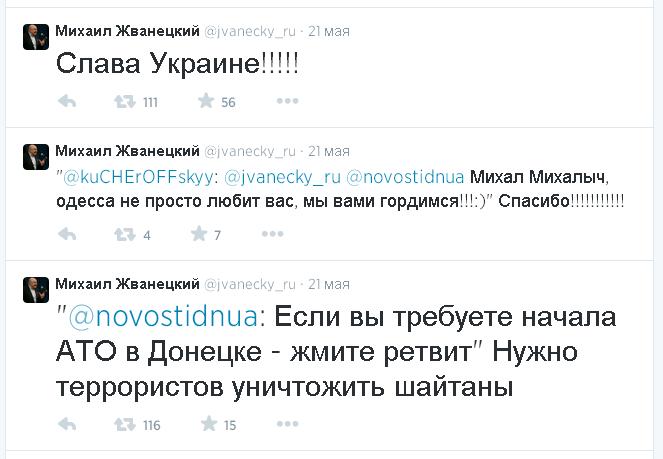 Михаил Жванецкий @jvanecky_ru · 21 мая
Слава Украине!!!!!
111 56
Михаил Жванецкий @jvanecky_ru · 21 мая
"@kuCHErOFFskyy: @jvanecky_ru @novostidnua Михал Михалыч,
одесса не просто любит вас, мы вами гордимся!!!:)" Спасибо!!!!!!!!!!!
4 7
Михаил Жванецкий @jvanecky_ru · 21 мая
"@novostidnua: Если вы требуете начала
АТО в Донецке - жмите ретвит" Нужно
террористов уничтожить шайтаны
116 15